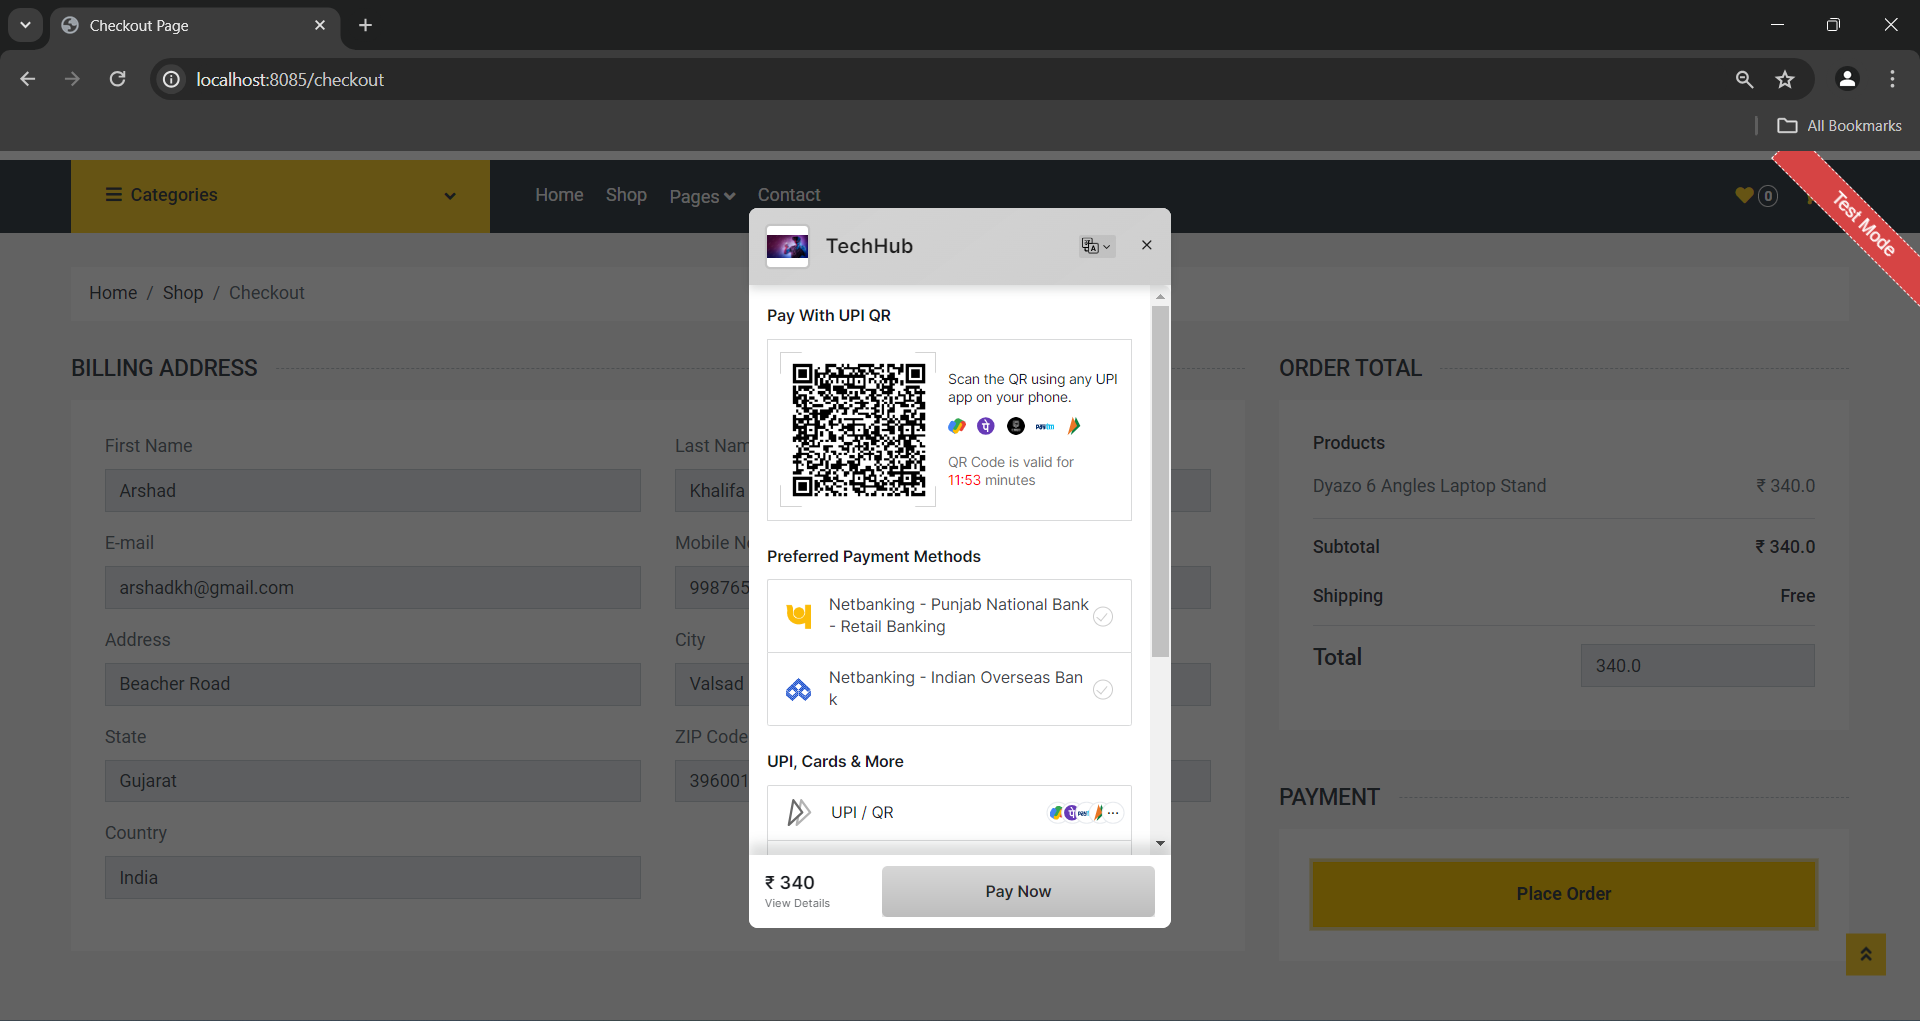 Checkout Page
localhost:8085/checkout
All Bookmarks
Categories
Home Shop Pages Contact
0
Test Mode
Home / Shop / Checkout
BILLING ADDRESS
First Name
Arshad
Last Nam
Khalifa
E-mail
arshadkh@gmail.com
Mobile N
998765
Address
Beacher Road
City
Valsad
State
Gujarat
ZIP Code
396001
Country
India
TechHub
Pay With UPI QR
Scan the QR using any UPI
app on your phone.
paytm
QR Code is valid for
11:53 minutes
Preferred Payment Methods
Netbanking - Punjab National Bank
- Retail Banking
Netbanking - Indian Overseas Ban
k
UPI, Cards & More
UPI / QR
₹ 340
View Details
Pay Now
ORDER TOTAL
Products
Dyazo 6 Angles Laptop Stand ₹ 340.0
Subtotal ₹ 340.0
Shipping Free
Total 340.0
PAYMENT
Place Order